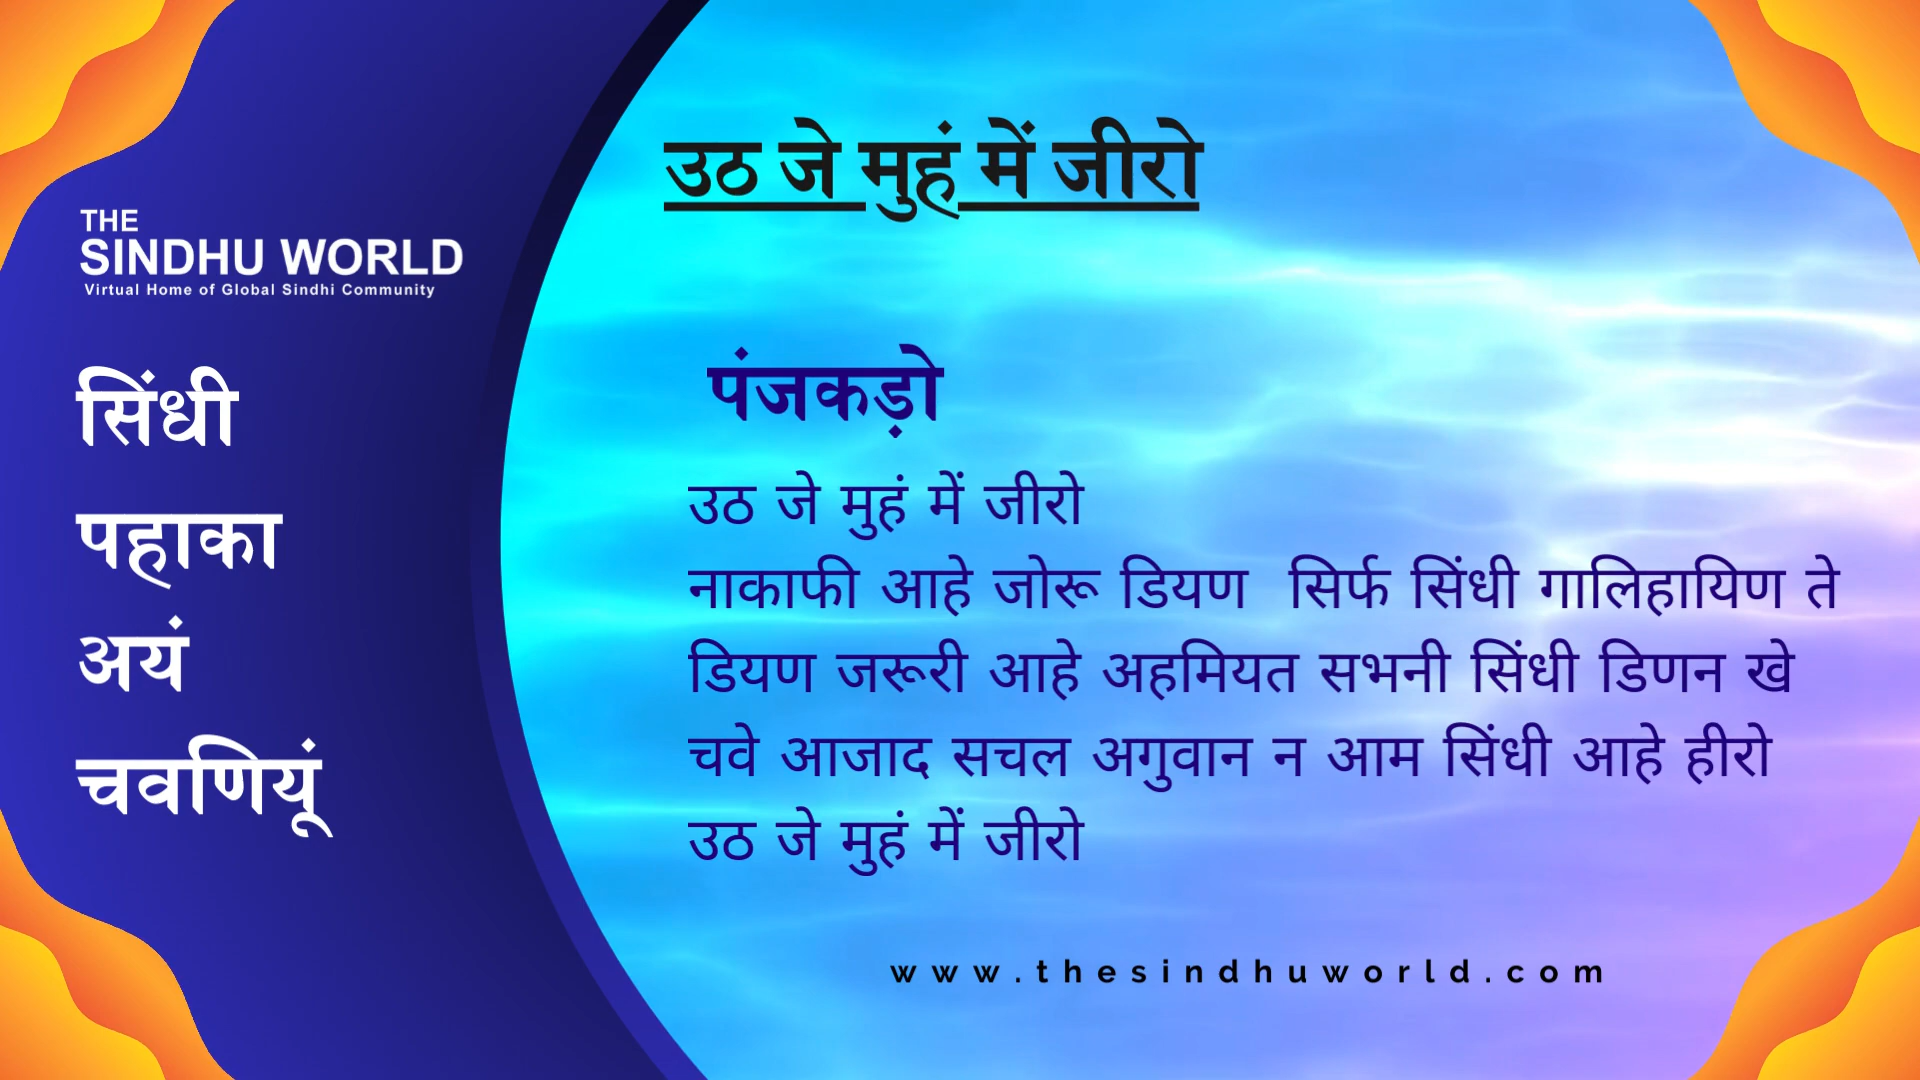 THE
SINDHU WORLD
Virtual Home of Global Sindhi Community
सिंधी
पहाका
अयं
चवणियूं
उठ जे मुहं में जीरो
पंजकड़ो
उठ जे मुहं में जीरो
नाकाफी आहे जोरू डियण  सिर्फ सिंधी गालिहायिण ते
डियण जरूरी आहे अहमियत सभनी सिंधी डिणन खे
चवे आजाद सचल अगुवान न आम सिंधी आहे हीरो
उठ जे मुहं में जीरो
www.thesindhuworld.com